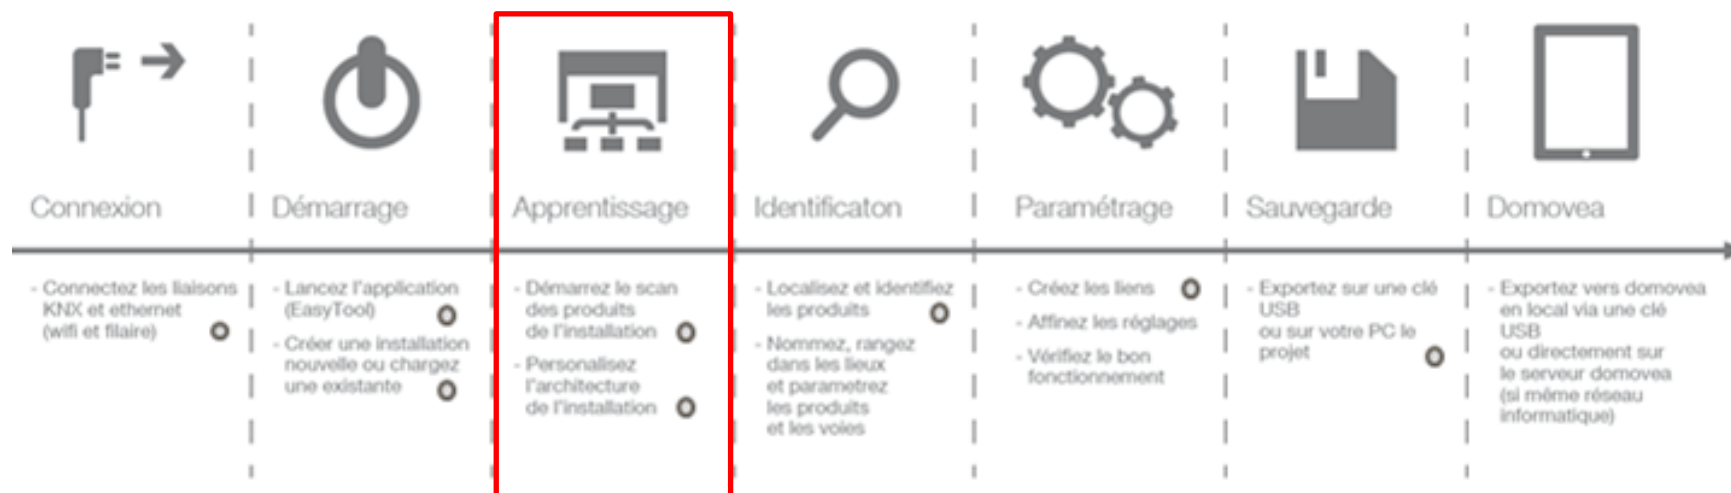 Connexion
Démarrage
Apprentissage
Identificaton
Paramétrage
Sauvegarde
Domovea
- Connectez les liaisons
KNX et ethernet
(wifi et filaire)
- Lancez l'application
(EasyTool)
- Créer une installation
nouvelle ou chargez
une existante
- Démarrez le scan
des produits
de l'installation
- Personalisez
l'architecture
de l'installation
- Localisez et identifiez
les produits
- Nommez, rangez
dans les lieux
et parametrez
les produits
et les voies
- Créez les liens
- Affinez les réglages
- Vérifiez le bon
fonctionnement
- Exportez sur une clé
USB
ou sur votre PC le
projet
- Exportez vers domovea
en local via une clé
USB
ou directement sur
le serveur domovea
(si même réseau
informatique)